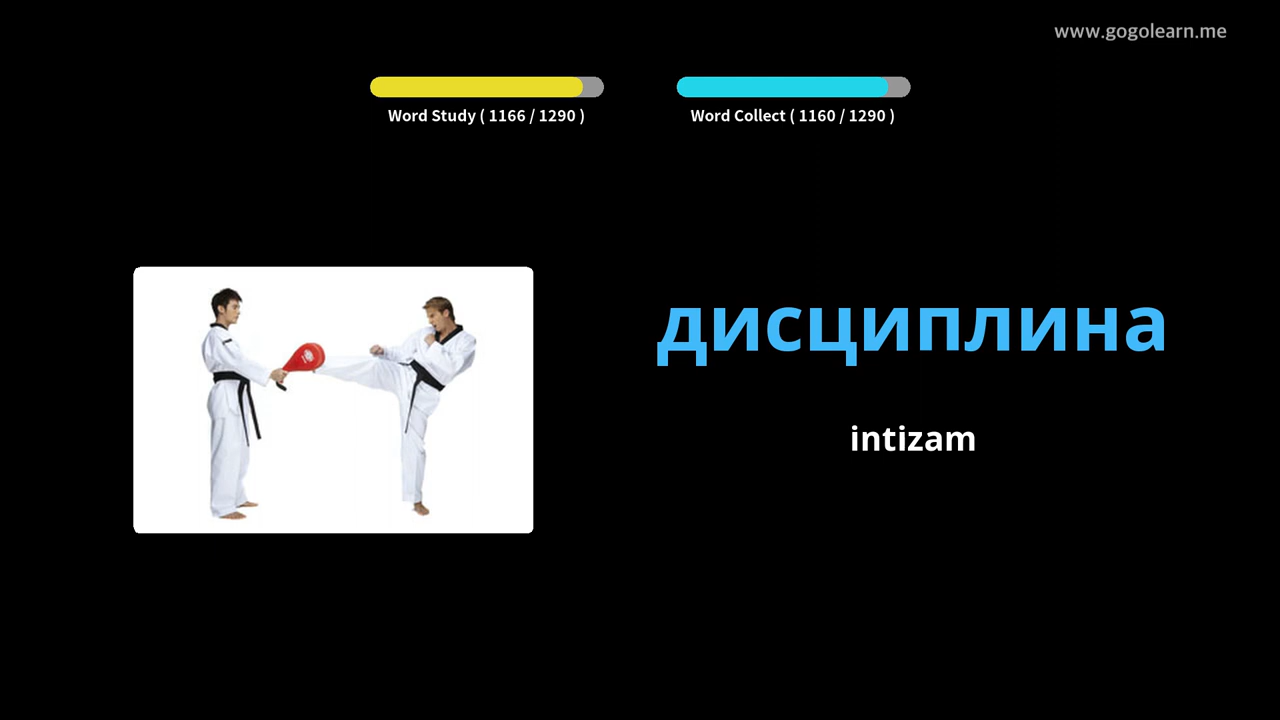 www.gogolearn.me
Word Study ( 1166 / 1290 )
Word Collect ( 1160 / 1290 )
дисциплина
intizam